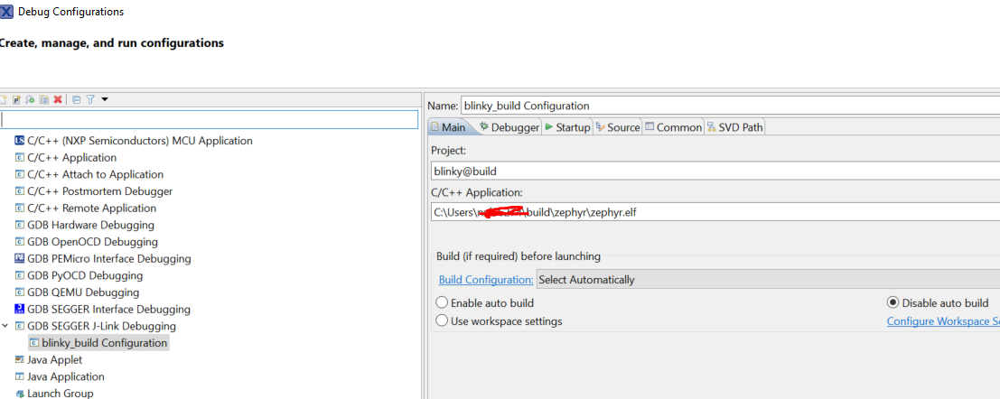 Debug Configurations
Create, manage, and run configurations
C/C++ (NXP Semiconductors) MCU Application
C/C++ Application
C/C++ Attach to Application
C/C++ Postmortem Debugger
C/C++ Remote Application
GDB Hardware Debugging
GDB OpenOCD Debugging
GDB PEMicro Interface Debugging
GDB PyOCD Debugging
GDB QEMU Debugging
GDB SEGGER Interface Debugging
GDB SEGGER J-Link Debugging
blinky_build Configuration
Java Applet
Java Application
Launch Group
Name: blinky_build Configuration
Main Debugger Startup Source Common SVD Path
Project:
blinky@build
C/C++ Application:
C:\Users\ \build\zephyr\zephyr.elf
Build (if required) before launching
Build Configuration: Select Automatically
Enable auto build Disable auto build
Use workspace settings Configure Workspace Se